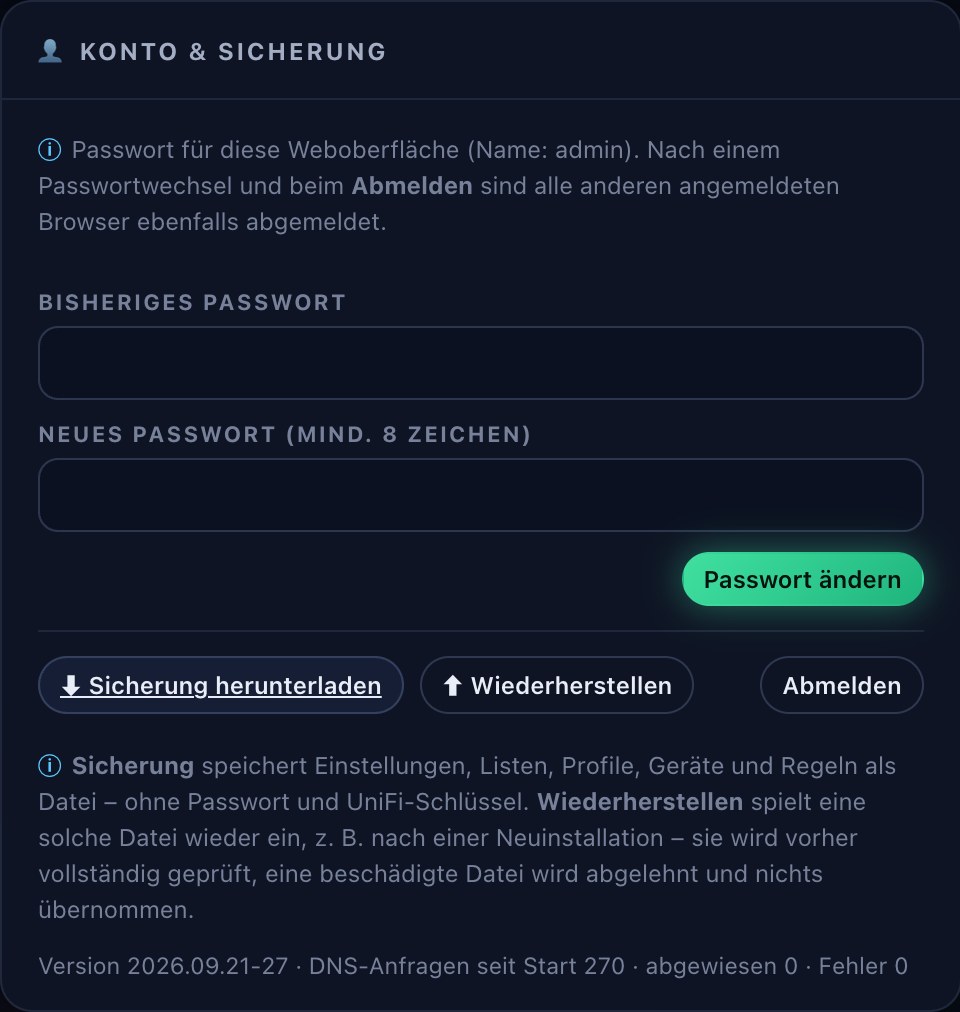 KONTO & SICHERUNG
ⓘ Passwort für diese Weboberfläche (Name: admin). Nach einem
Passwortwechsel und beim Abmelden sind alle anderen angemeldeten
Browser ebenfalls abgemeldet.
BISHERIGES PASSWORT
NEUES PASSWORT (MIND. 8 ZEICHEN)
Passwort ändern
⬇ Sicherung herunterladen ⬆ Wiederherstellen Abmelden
ⓘ Sicherung speichert Einstellungen, Listen, Profile, Geräte und Regeln als
Datei – ohne Passwort und UniFi-Schlüssel. Wiederherstellen spielt eine
solche Datei wieder ein, z. B. nach einer Neuinstallation – sie wird vorher
vollständig geprüft, eine beschädigte Datei wird abgelehnt und nichts
übernommen.
Version 2026.09.21-27 · DNS-Anfragen seit Start 270 · abgewiesen 0 · Fehler 0